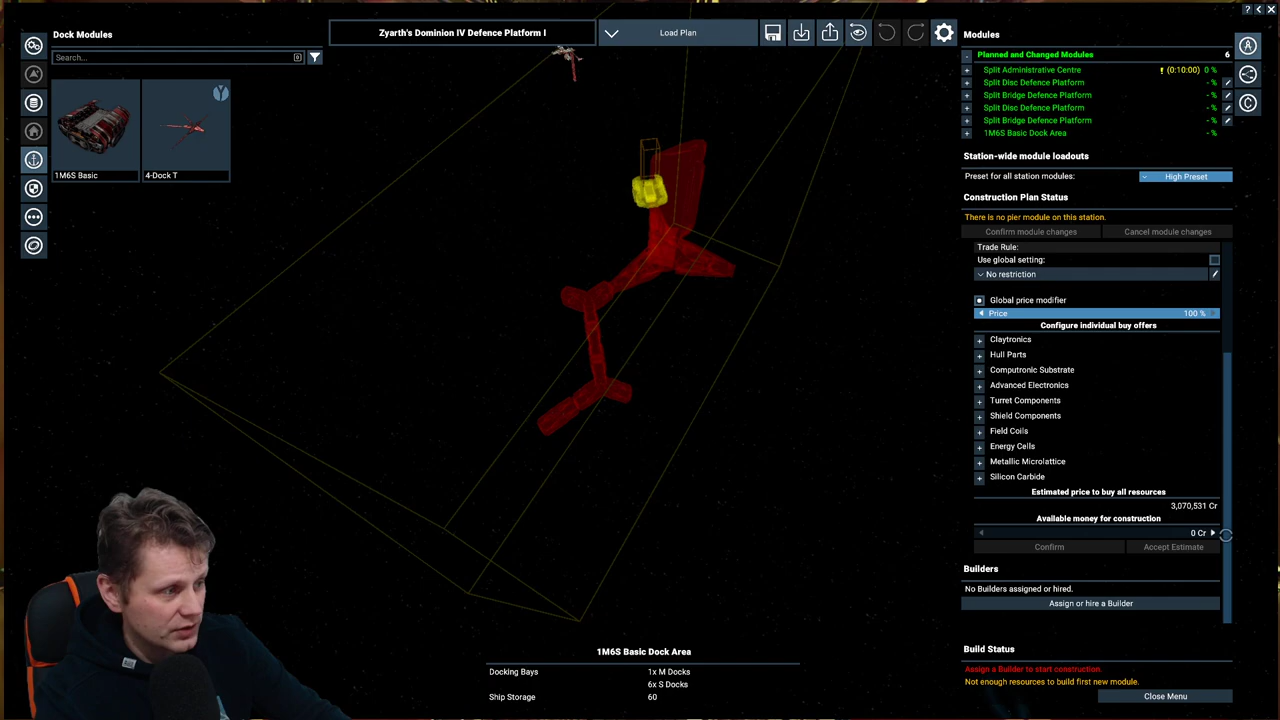 Dock Modules
Zyarth's Dominion IV Defence Platform I
Load Plan
Search...
1M6S Basic
4-Dock T
Modules
Planned and Changed Modules 6
Split Administrative Centre ! (0:10:00) 0 %
Split Disc Defence Platform - %
Split Bridge Defence Platform - %
Split Disc Defence Platform - %
Split Bridge Defence Platform - %
1M6S Basic Dock Area - %
Station-wide module loadouts
Preset for all station modules: High Preset
Construction Plan Status
There is no pier module on this station.
Confirm module changes Cancel module changes
Trade Rule:
Use global setting:
No restriction
Global price modifier
Price 100 %
Configure individual buy offers
Claytronics
Hull Parts
Computronic Substrate
Advanced Electronics
Turret Components
Shield Components
Field Coils
Energy Cells
Metallic Microlattice
Silicon Carbide
Estimated price to buy all resources
3,070,531 Cr
Available money for construction
0 Cr
Confirm Accept Estimate
Builders
No Builders assigned or hired.
Assign or hire a Builder
Build Status
Assign a Builder to start construction.
Not enough resources to build first new module.
Close Menu
1M6S Basic Dock Area
Docking Bays 1x M Docks
6x S Docks
Ship Storage 60